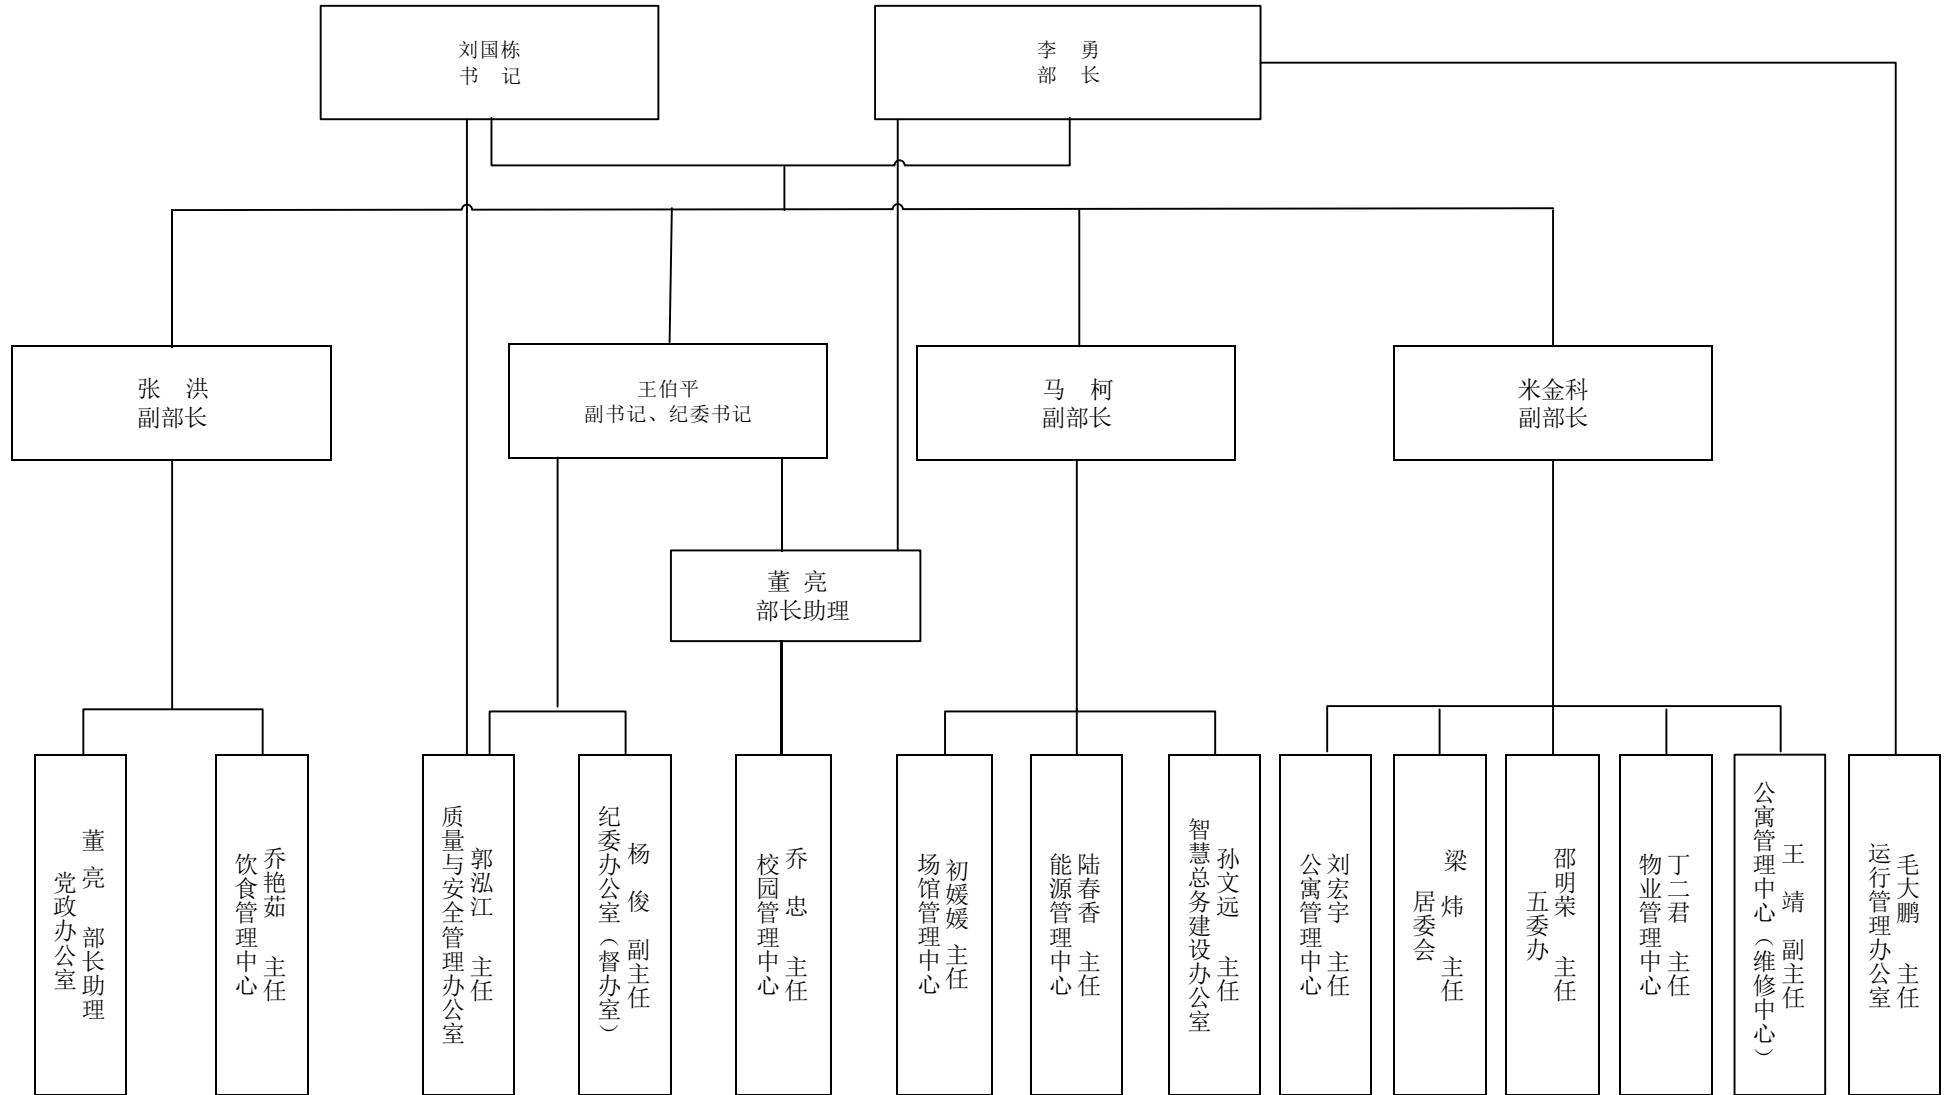 刘国栋
书 记
李 勇
部 长
张 洪
副部长
王伯平
副书记、纪委书记
马 柯
副部长
米金科
副部长
董 亮
部长助理
董 亮 部长助理
党政办公室
乔艳茹 主任
饮食管理中心
郭泓江 主任
质量与安全管理办公室
杨 俊 副主任
纪委办公室（督办室）
乔 忠 主任
校园管理中心
初媛媛 主任
场馆管理中心
陆春香 主任
能源管理中心
孙文远 主任
智慧总务建设办公室
刘宏宇 主任
公寓管理中心
梁 炜 主任
居委会
邵明荣 主任
五委办
丁二君 主任
物业管理中心
王 靖 副主任
公寓管理中心（维修中心）
毛大鹏 主任
运行管理办公室